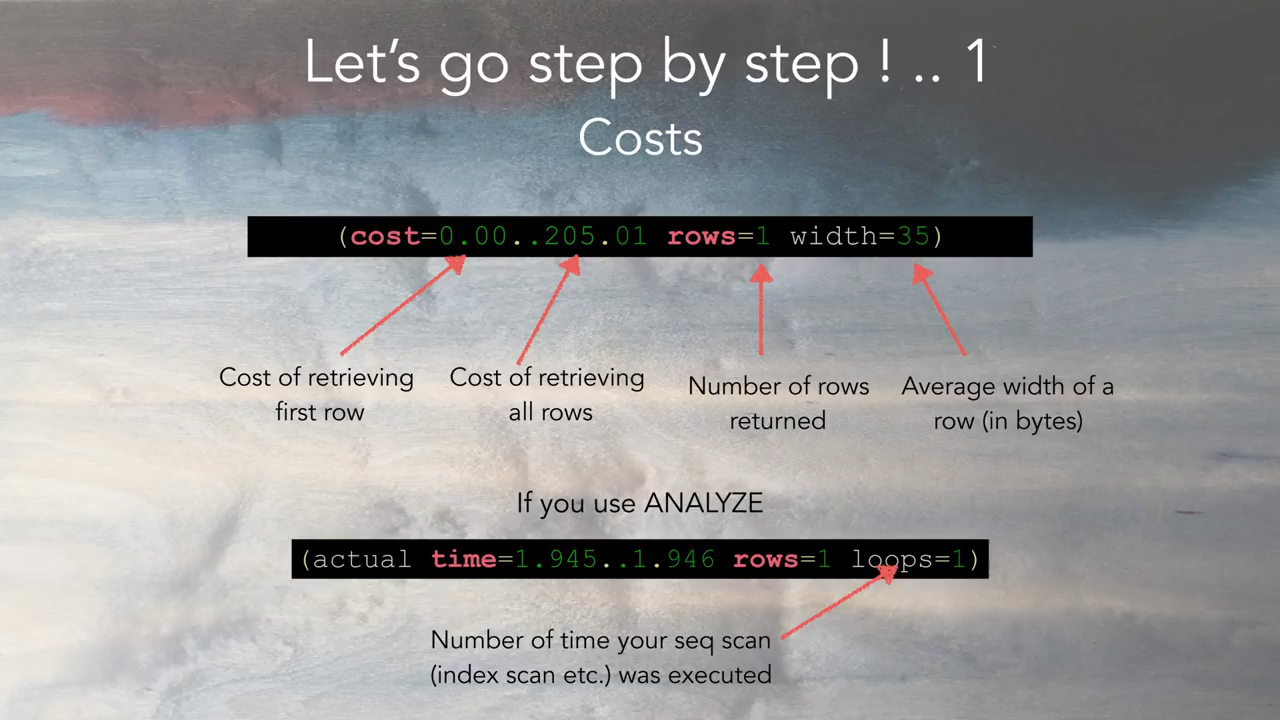 Let's go step by step ! .. 1
Costs
(cost=0.00..205.01 rows=1 width=35)
Cost of retrieving
first row
Cost of retrieving
all rows
Number of rows
returned
Average width of a
row (in bytes)
If you use ANALYZE
(actual time=1.945..1.946 rows=1 loops=1)
Number of time your seq scan
(index scan etc.) was executed